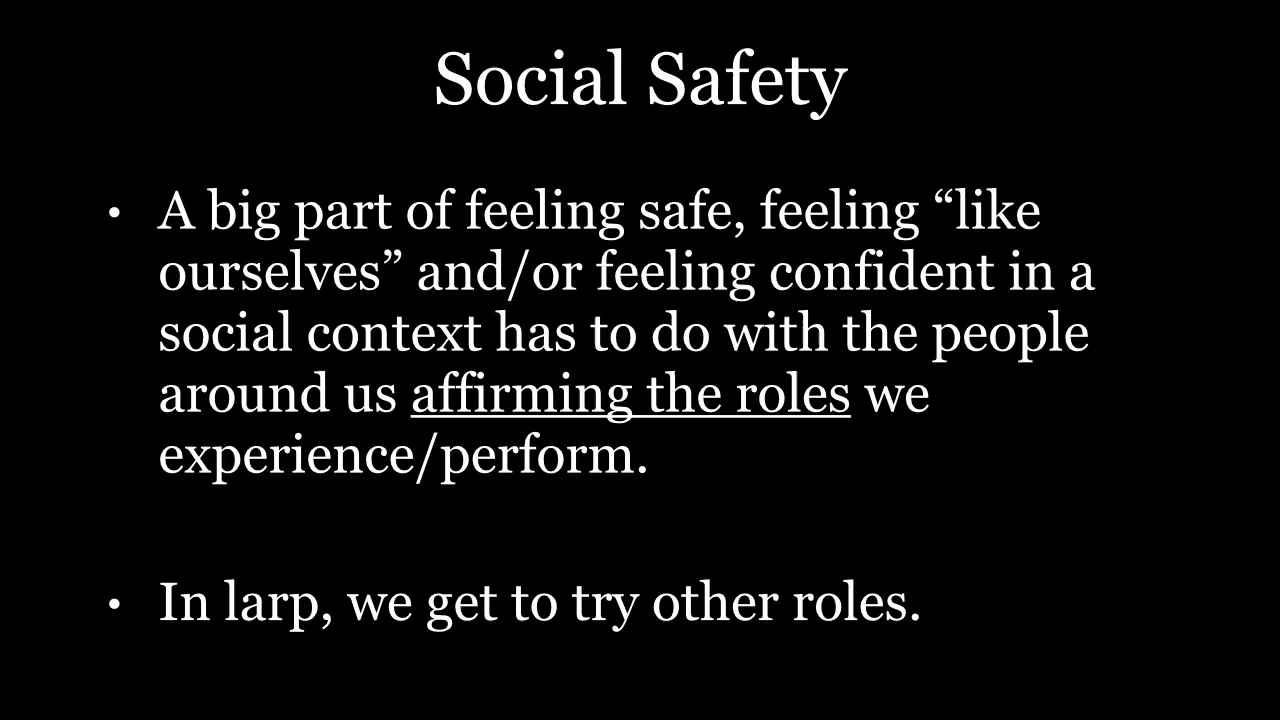 Social Safety
• A big part of feeling safe, feeling “like
ourselves” and/or feeling confident in a
social context has to do with the people
around us affirming the roles we
experience/perform.
• In larp, we get to try other roles.